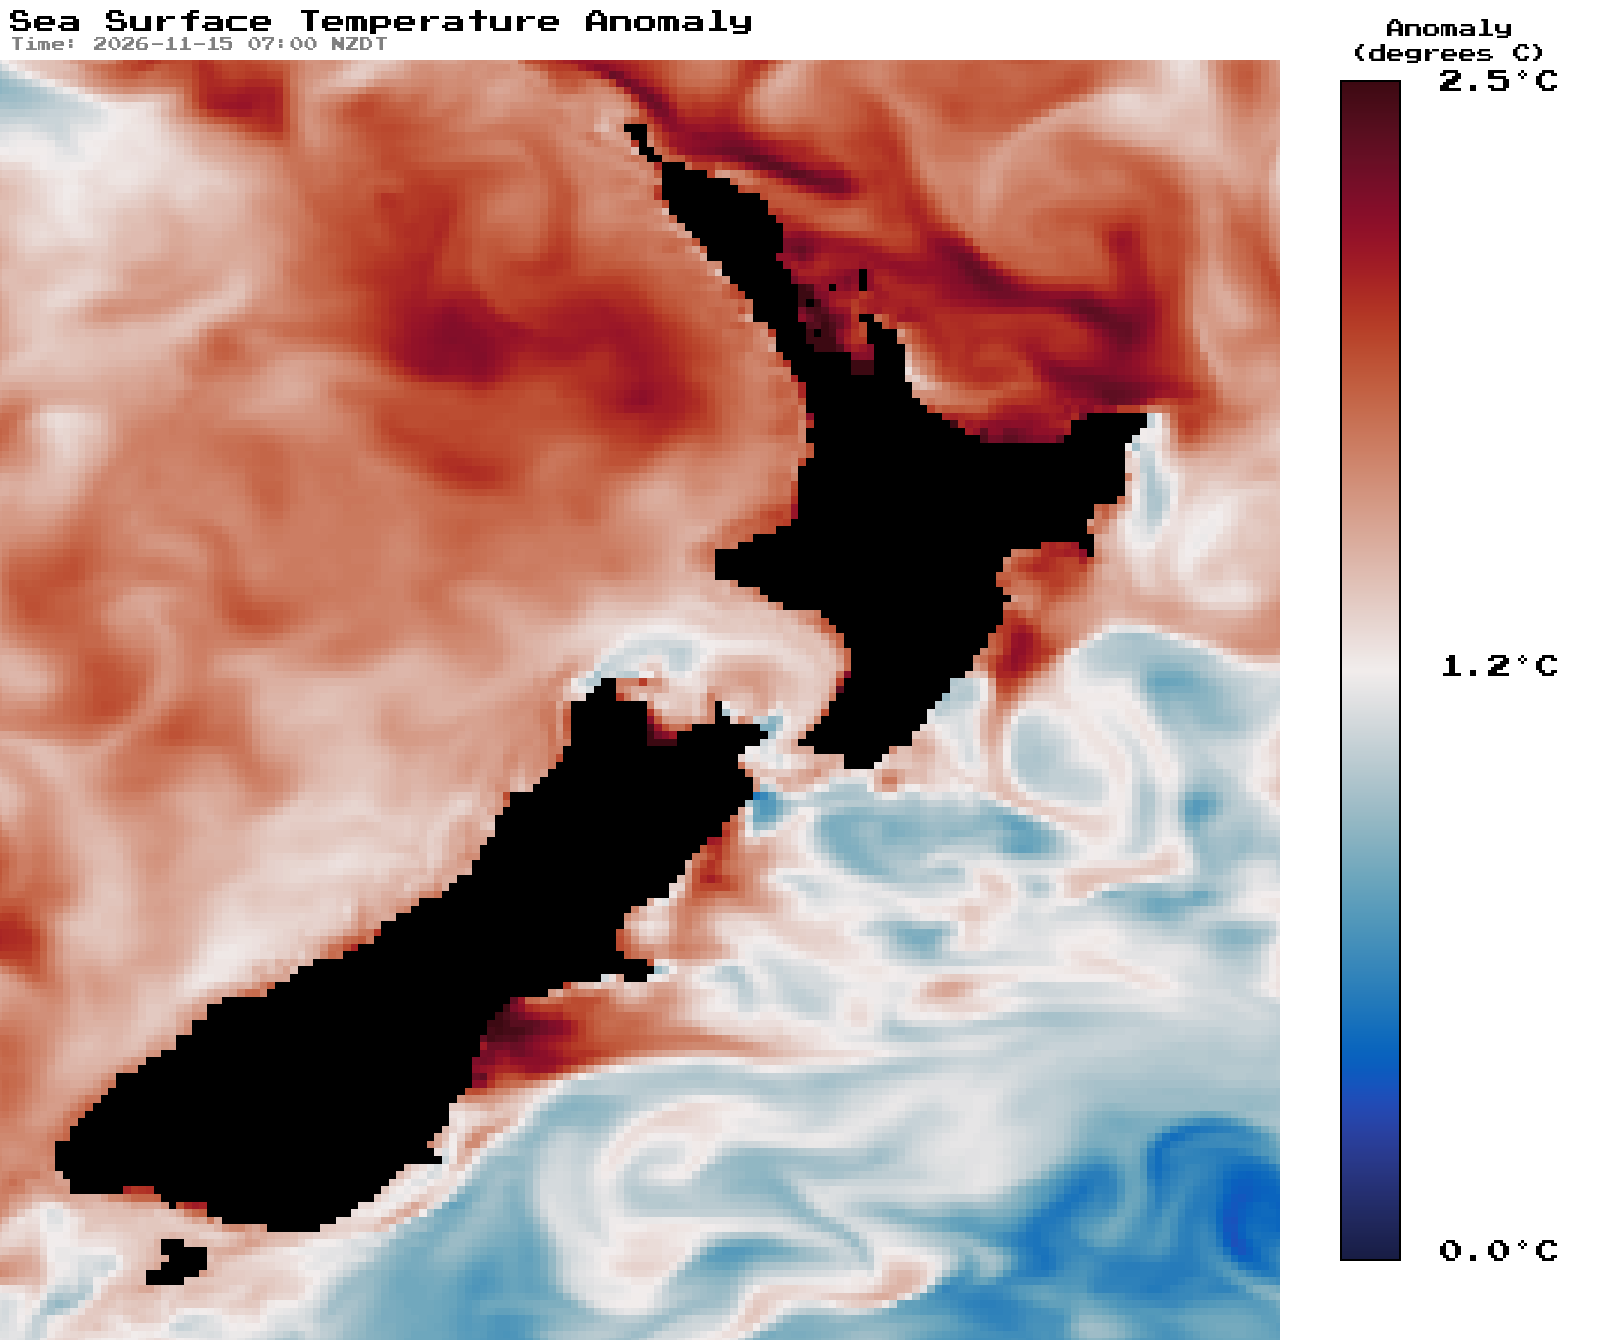 Sea Surface Temperature Anomaly
Time: 2026-11-15 07:00 NZDT
Anomaly
(degrees C)
2.5°C
1.2°C
0.0°C